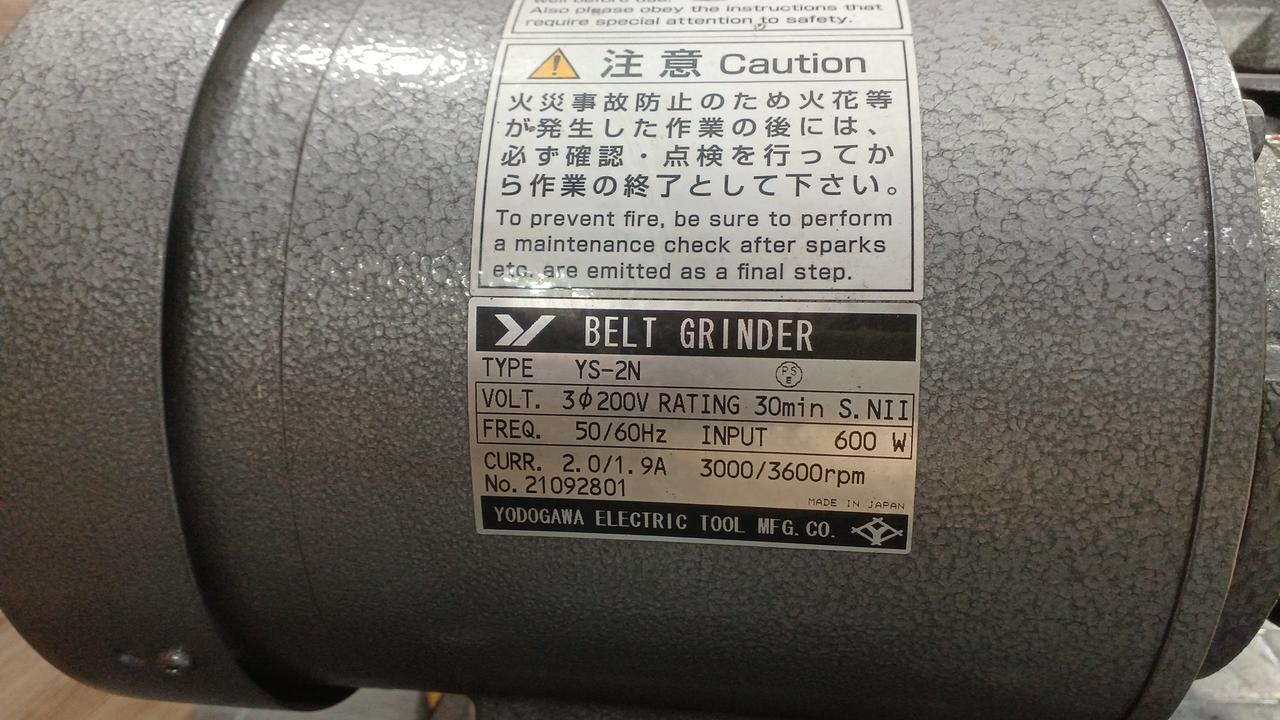 Also please obey the instructions that
require special attention to safety.
注意 Caution
火災事故防止のため火花等
が発生した作業の後には、
必ず確認・点検を行ってか
ら作業の終了として下さい。
To prevent fire, be sure to perform
a maintenance check after sparks
etc. are emitted as a final step.
BELT GRINDER
TYPE YS-2N PSE
VOLT. 3φ200V RATING 30min S.NII
FREQ. 50/60Hz INPUT 600 W
CURR. 2.0/1.9A 3000/3600rpm
No. 21092801
MADE IN JAPAN
YODOGAWA ELECTRIC TOOL MFG. CO.